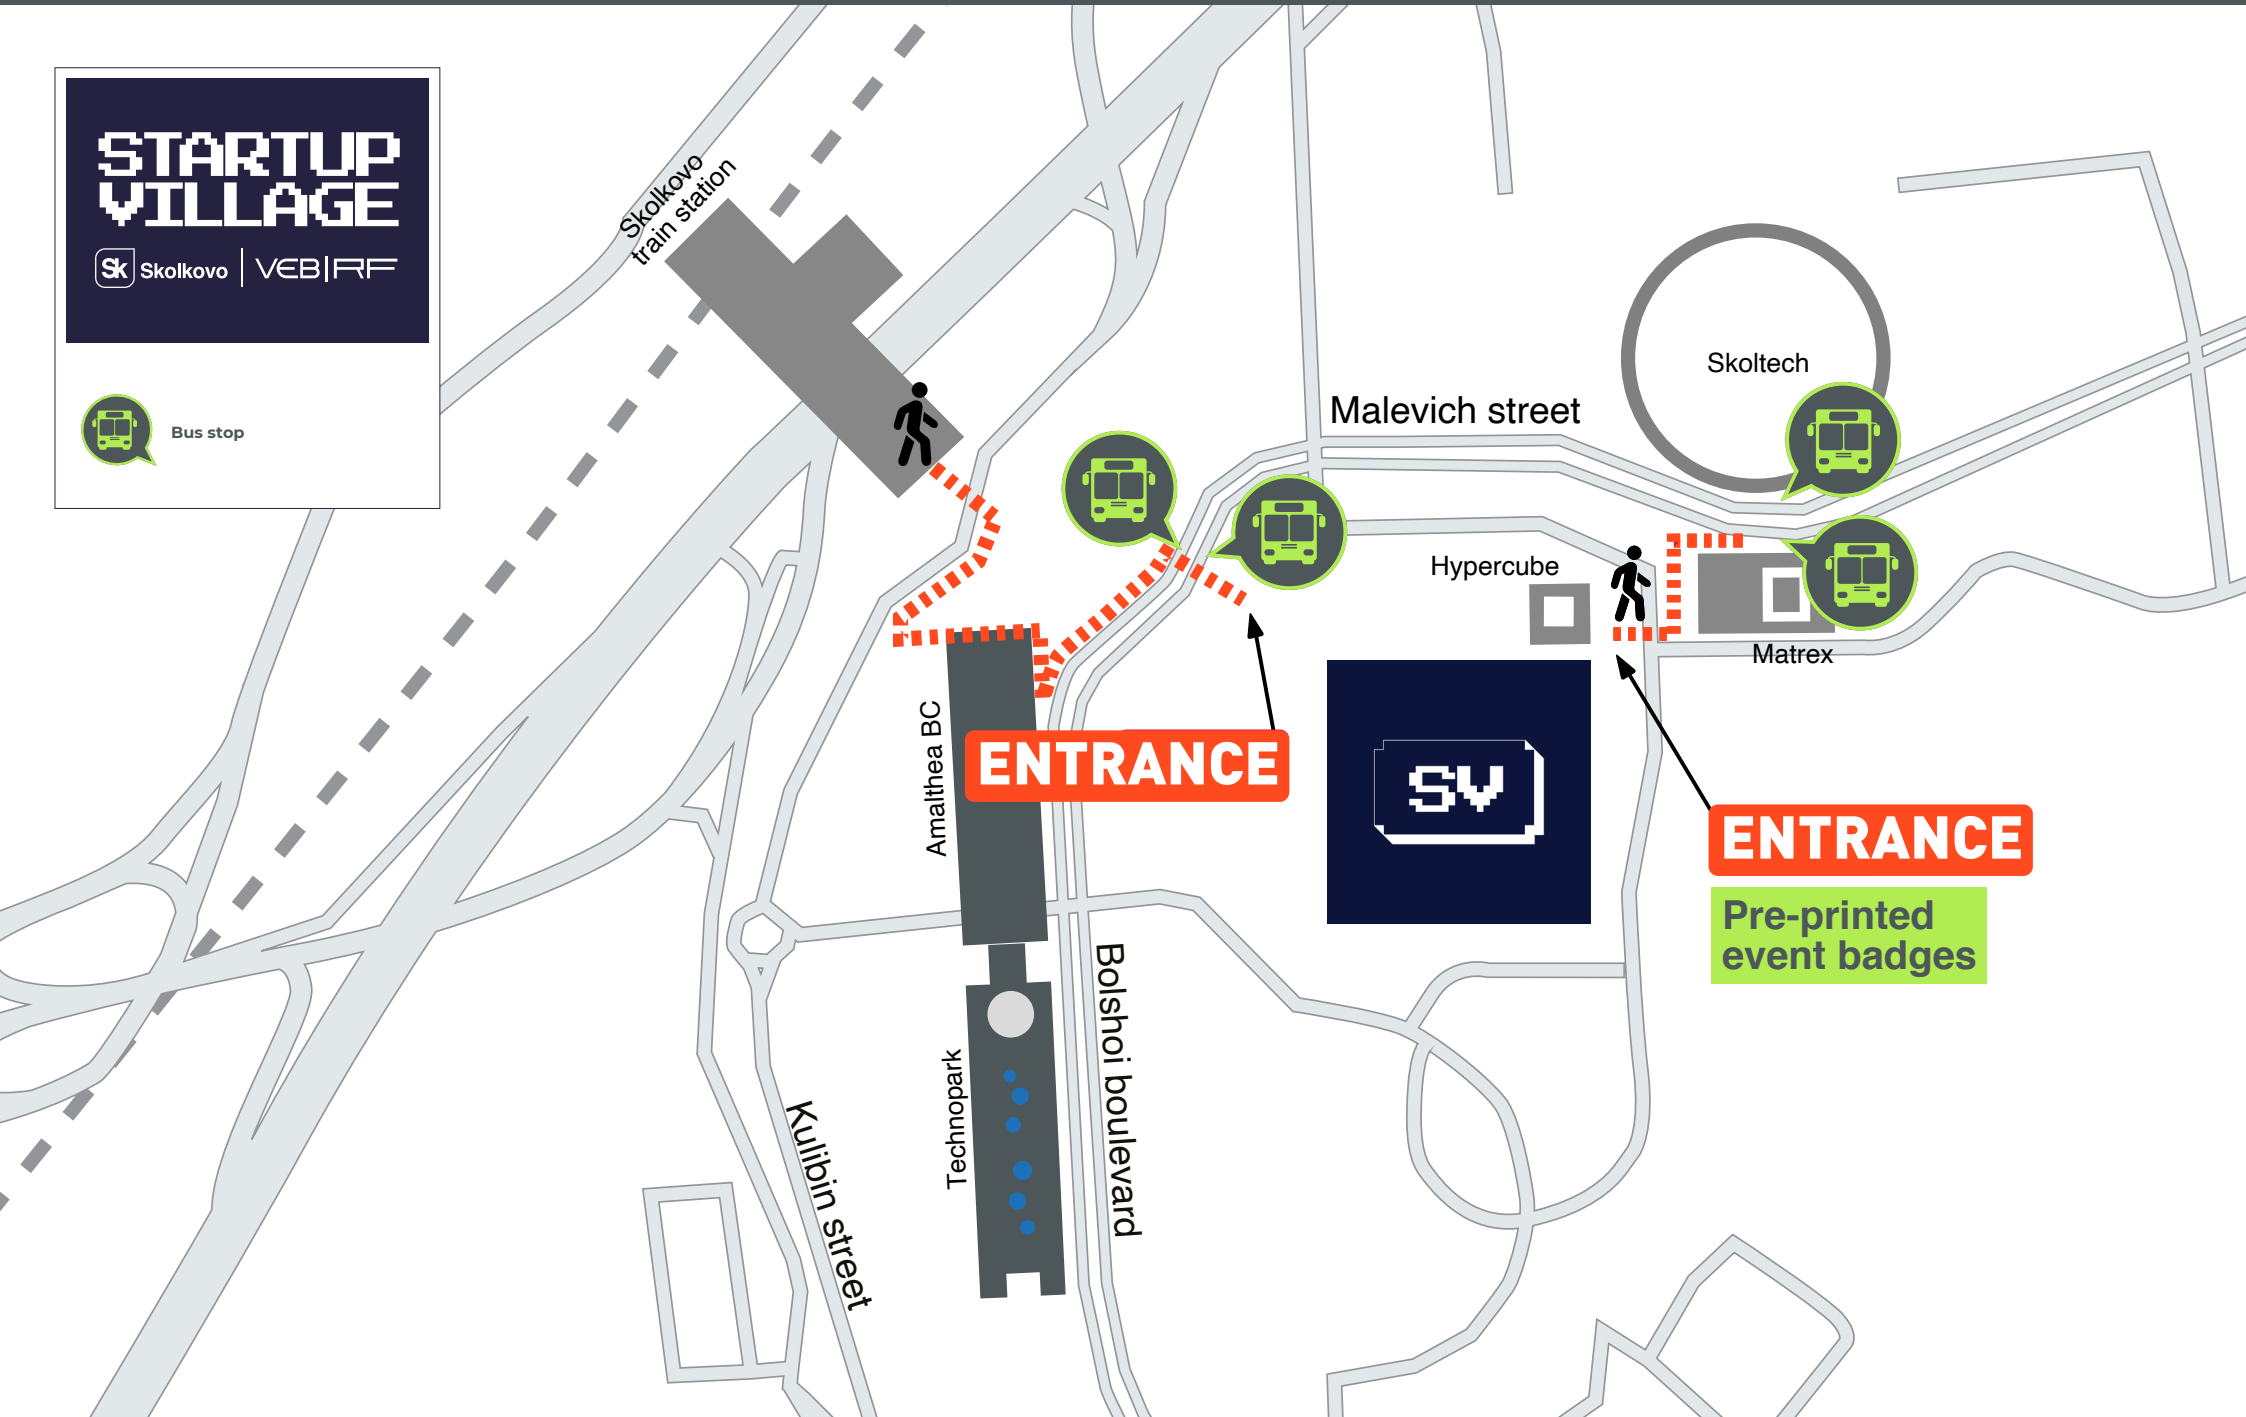 STARTUP
VILLAGE
Sk Skolkovo | VEB|RF
Bus stop
Skolkovo
train station
Skoltech
Malevich street
Hypercube
Matrex
Amalthea BC
ENTRANCE
SV
ENTRANCE
Pre-printed
event badges
Technopark
Bolshoi boulevard
Kulibin street